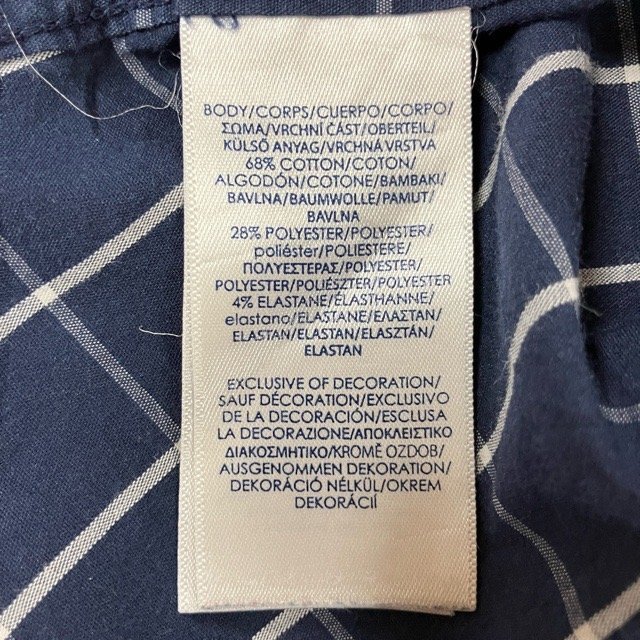 BODY/CORPS/CUERPO/CORPO/
ΣΩΜΑ/VRCHNÍ ČÁST/OBERTEIL/
KÜLSŐ ANYAG/VRCHNÁ VRSTVA
68% COTTON/COTON/
ALGODÓN/COTONE/ΒΑΜΒΑΚΙ/
BAVLNA/BAUMWOLLE/PAMUT/
BAVLNA
28% POLYESTER/POLYESTER/
poliéster/POLIESTERE/
ΠΟΛΥΕΣΤΕΡΑΣ/POLYESTER/
POLYESTER/POLIÉSZTER/POLYESTER
4% ELASTANE/ÉLASTHANNE/
elastano/ELASTANE/ΕΛΑΣΤΑΝ/
ELASTAN/ELASTAN/ELASZTÁN/
ELASTAN
EXCLUSIVE OF DECORATION/
SAUF DÉCORATION/EXCLUSIVO
DE LA DECORACIÓN/ESCLUSA
LA DECORAZIONE/ΑΠΟΚΛΕΙΣΤΙΚΟ
ΔΙΑΚΟΣΜΗΤΙΚΟ/KROMĚ OZDOB/
AUSGENOMMEN DEKORATION/
DEKORÁCIÓ NÉLKÜL/OKREM
DEKORÁCIÍ